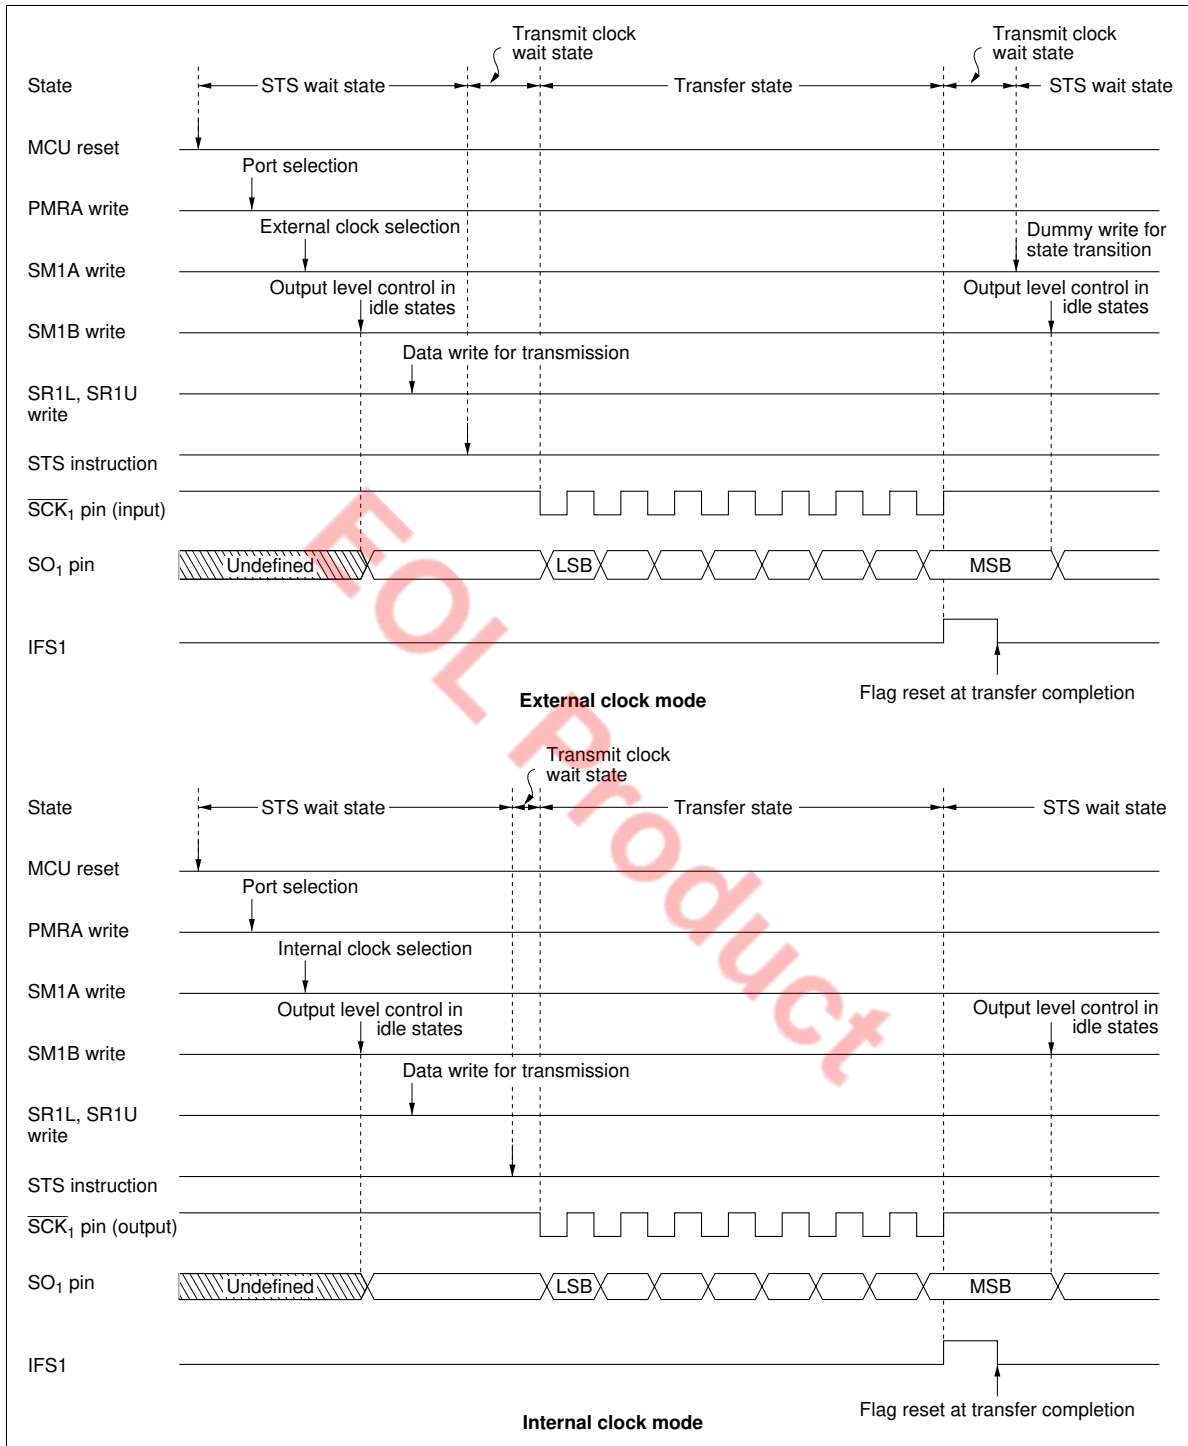 Transmit clock
wait state
Transmit clock
wait state
State
STS wait state
Transfer state
STS wait state
MCU reset
Port selection
PMRA write
External clock selection
Dummy write for
state transition
SM1A write
Output level control in
idle states
Output level control in
idle states
SM1B write
Data write for transmission
SR1L, SR1U
write
STS instruction
S̅C̅K̅₁ pin (input)
SO₁ pin
Undefined
LSB
MSB
IFS1
Flag reset at transfer completion
External clock mode
EOL Product
Transmit clock
wait state
State
STS wait state
Transfer state
STS wait state
MCU reset
Port selection
PMRA write
Internal clock selection
SM1A write
Output level control in
idle states
Output level control in
idle states
SM1B write
Data write for transmission
SR1L, SR1U
write
STS instruction
S̅C̅K̅₁ pin (output)
SO₁ pin
Undefined
LSB
MSB
IFS1
Flag reset at transfer completion
Internal clock mode